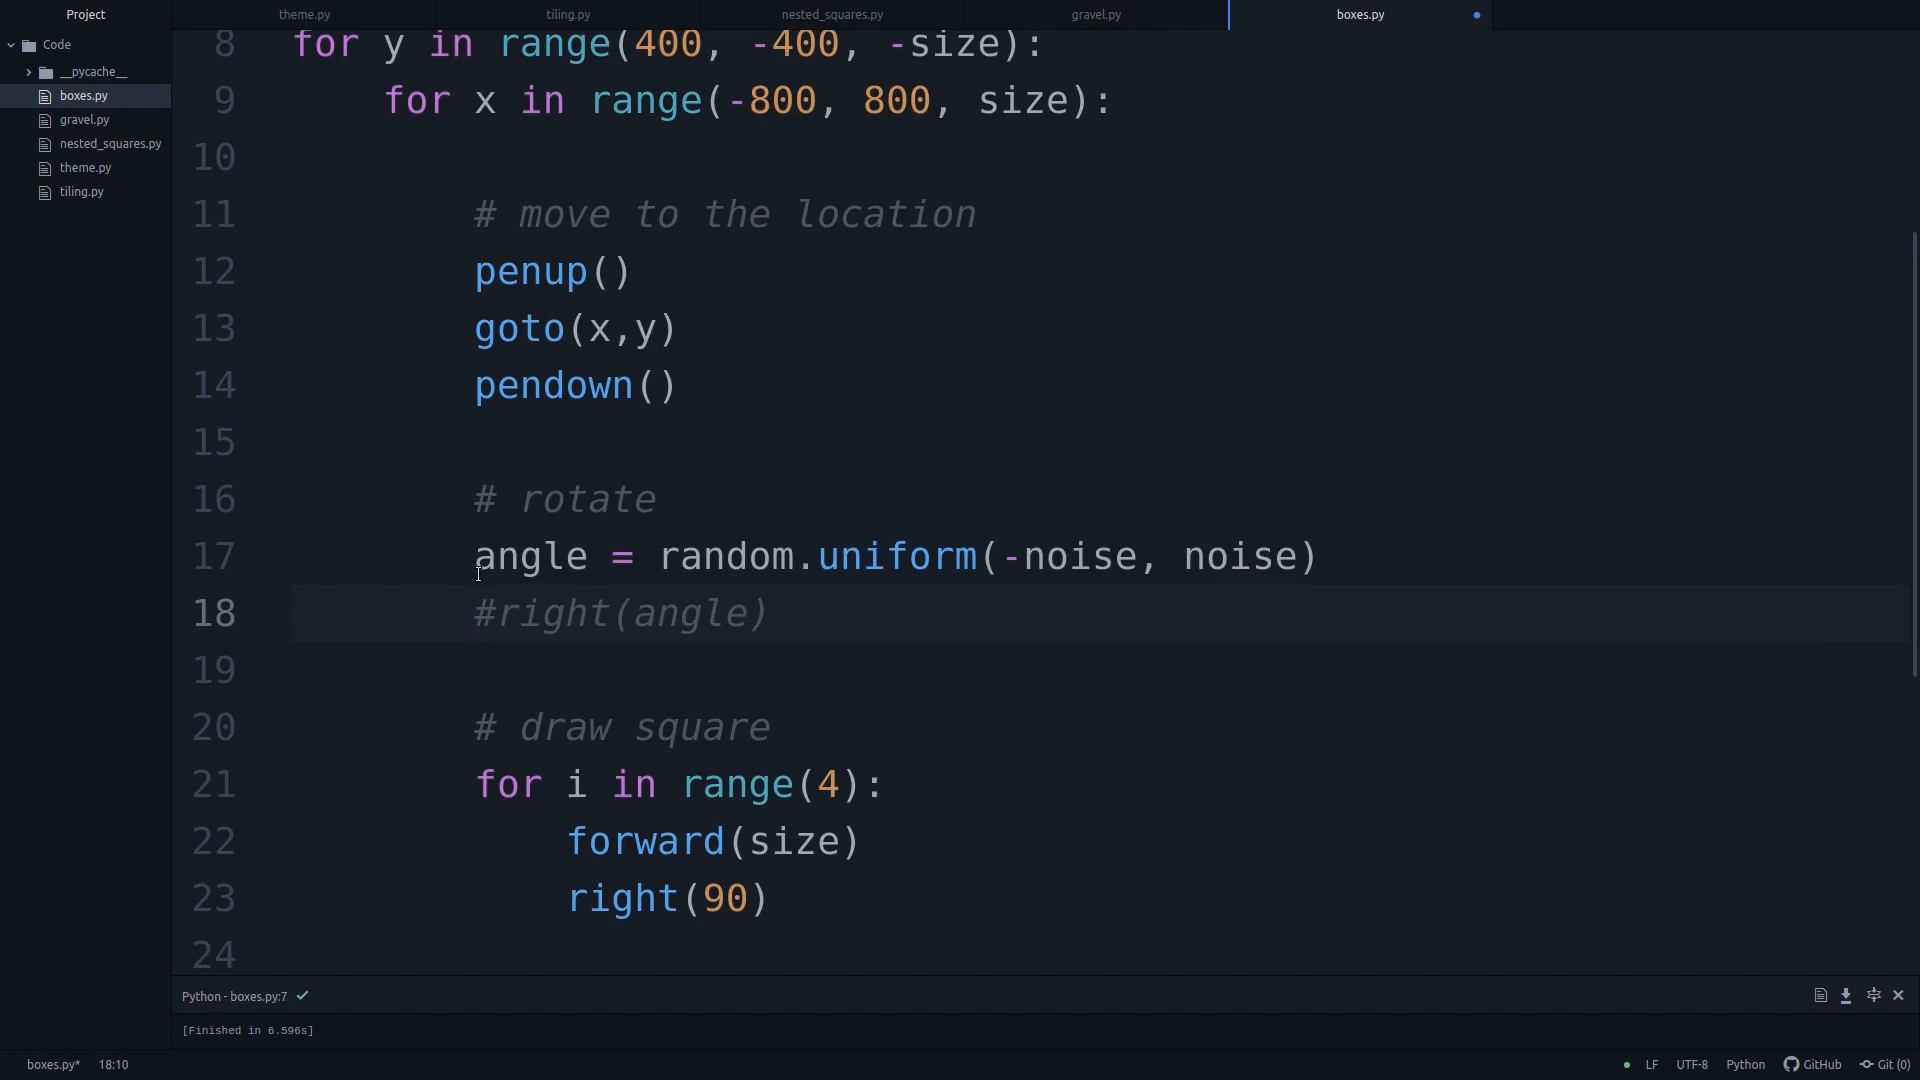 Project
theme.py
tiling.py
nested_squares.py
gravel.py
boxes.py
Code
__pycache__
boxes.py
gravel.py
nested_squares.py
theme.py
tiling.py
8 for y in range(400, -400, -size):
9 for x in range(-800, 800, size):
10
11 # move to the location
12 penup()
13 goto(x,y)
14 pendown()
15
16 # rotate
17 angle = random.uniform(-noise, noise)
18 #right(angle)
19
20 # draw square
21 for i in range(4):
22 forward(size)
23 right(90)
24
Python - boxes.py:7
[Finished in 6.596s]
boxes.py* 18:10 LF UTF-8 Python GitHub Git (0)